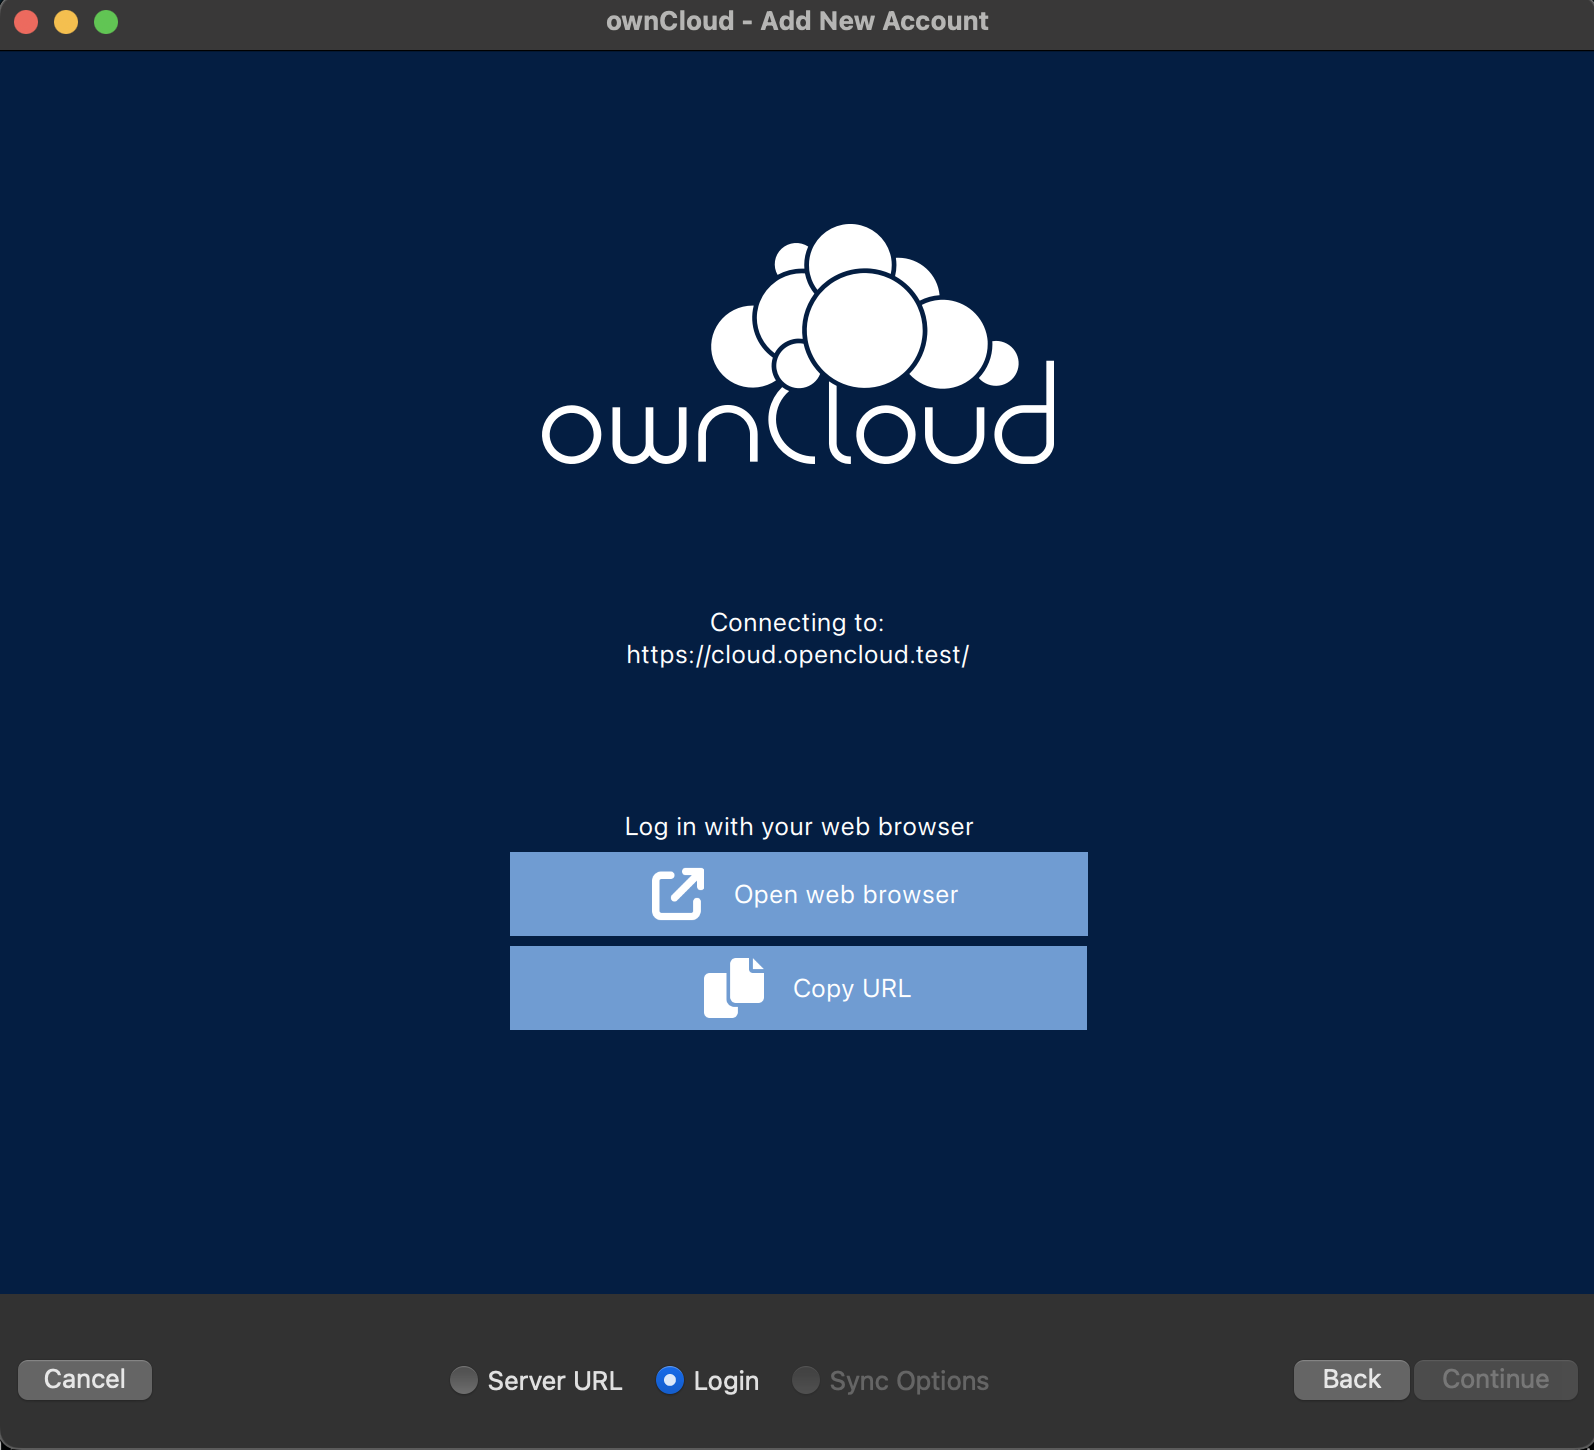 ownCloud - Add New Account
ownCloud
Connecting to:
https://cloud.opencloud.test/
Log in with your web browser
Open web browser
Copy URL
Cancel
Server URL
Login
Sync Options
Back
Continue